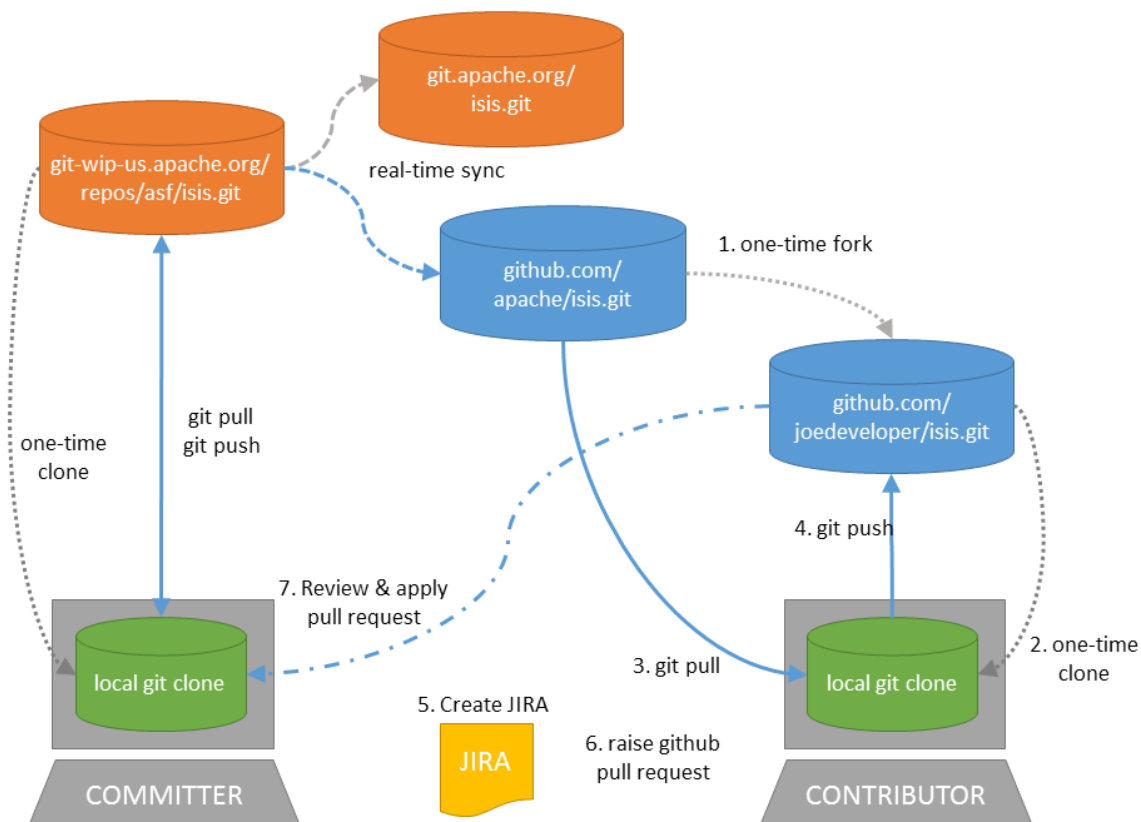 git.apache.org/
isis.git
git-wip-us.apache.org/
repos/asf/isis.git
real-time sync
github.com/
apache/isis.git
1. one-time fork
github.com/
joedeveloper/isis.git
git pull
git push
one-time
clone
4. git push
7. Review & apply
pull request
2. one-time
clone
3. git pull
local git clone
local git clone
5. Create JIRA
JIRA
6. raise github
pull request
COMMITTER
CONTRIBUTOR